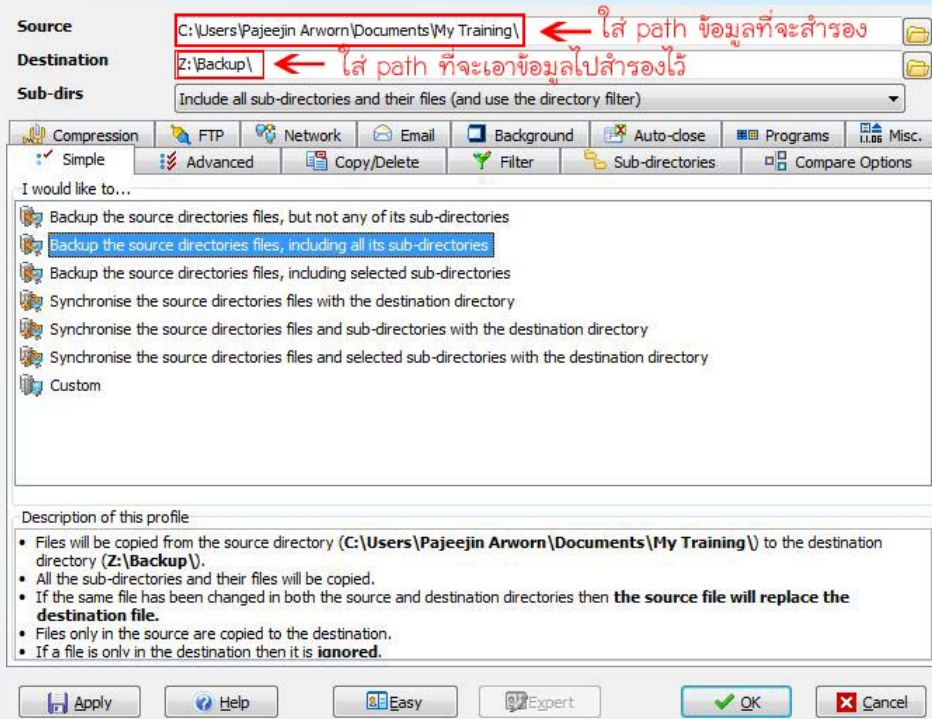 Source
C:\Users\Pajeejin Arworn\Documents\My Training\
ใส่ path ข้อมูลที่จะสำรอง
Destination
Z:\Backup\
ใส่ path ที่จะเอาข้อมูลไปสำรองไว้
Sub-dirs
Include all sub-directories and their files (and use the directory filter)
Compression FTP Network Email Background Auto-close Programs Misc.
Simple Advanced Copy/Delete Filter Sub-directories Compare Options
I would like to...
Backup the source directories files, but not any of its sub-directories
Backup the source directories files, including all its sub-directories
Backup the source directories files, including selected sub-directories
Synchronise the source directories files with the destination directory
Synchronise the source directories files and sub-directories with the destination directory
Synchronise the source directories files and selected sub-directories with the destination directory
Custom
Description of this profile
• Files will be copied from the source directory (C:\Users\Pajeejin Arworn\Documents\My Training\) to the destination
directory (Z:\Backup\).
• All the sub-directories and their files will be copied.
• If the same file has been changed in both the source and destination directories then the source file will replace the
destination file.
• Files only in the source are copied to the destination.
• If a file is only in the destination then it is ignored.
Apply Help Easy Expert OK Cancel